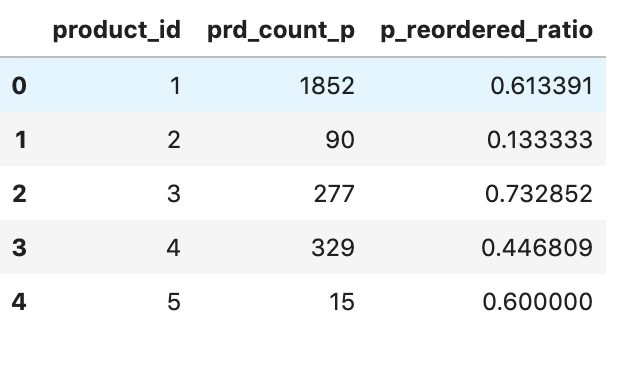 product_id prd_count_p p_reordered_ratio
0 1 1852 0.613391
1 2 90 0.133333
2 3 277 0.732852
3 4 329 0.446809
4 5 15 0.600000